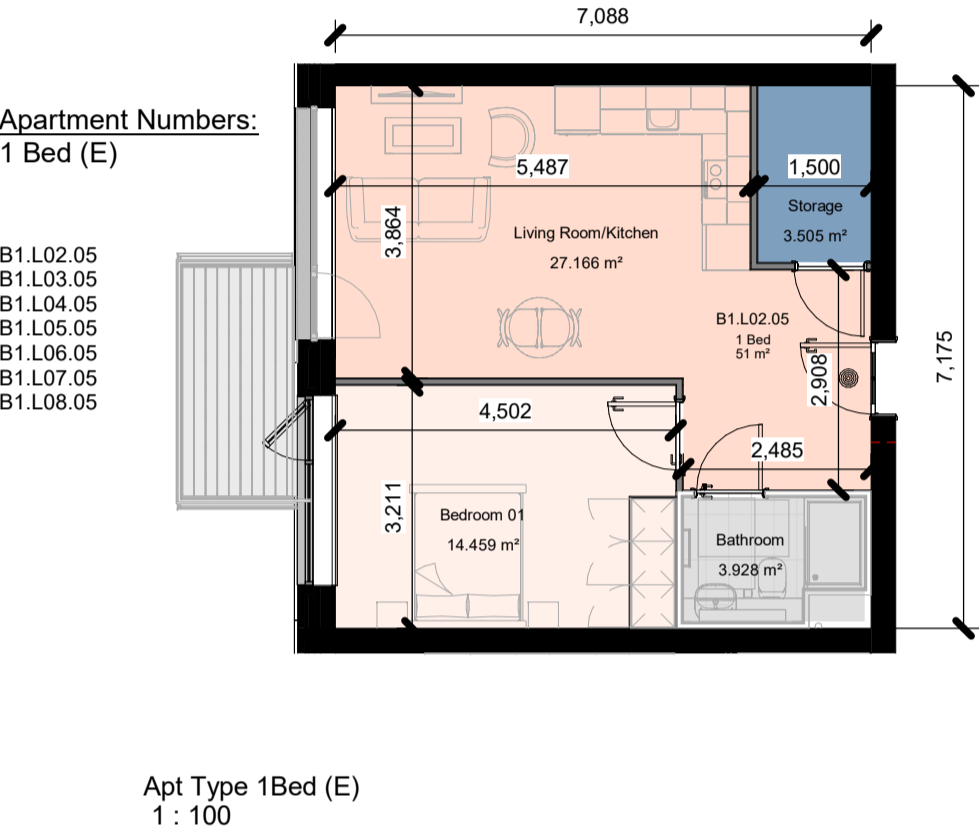 7,088
Apartment Numbers:
1 Bed (E)
5,487
1,500
Storage
3.505 m²
3,864
Living Room/Kitchen
27.166 m²
B1.L02.05
B1.L03.05
B1.L04.05
B1.L05.05
B1.L06.05
B1.L07.05
B1.L08.05
B1.L02.05
1 Bed
51 m²
2,908
7,175
4,502
2,485
3,211
Bedroom 01
14.459 m²
Bathroom
3.928 m²
Apt Type 1Bed (E)
1 : 100